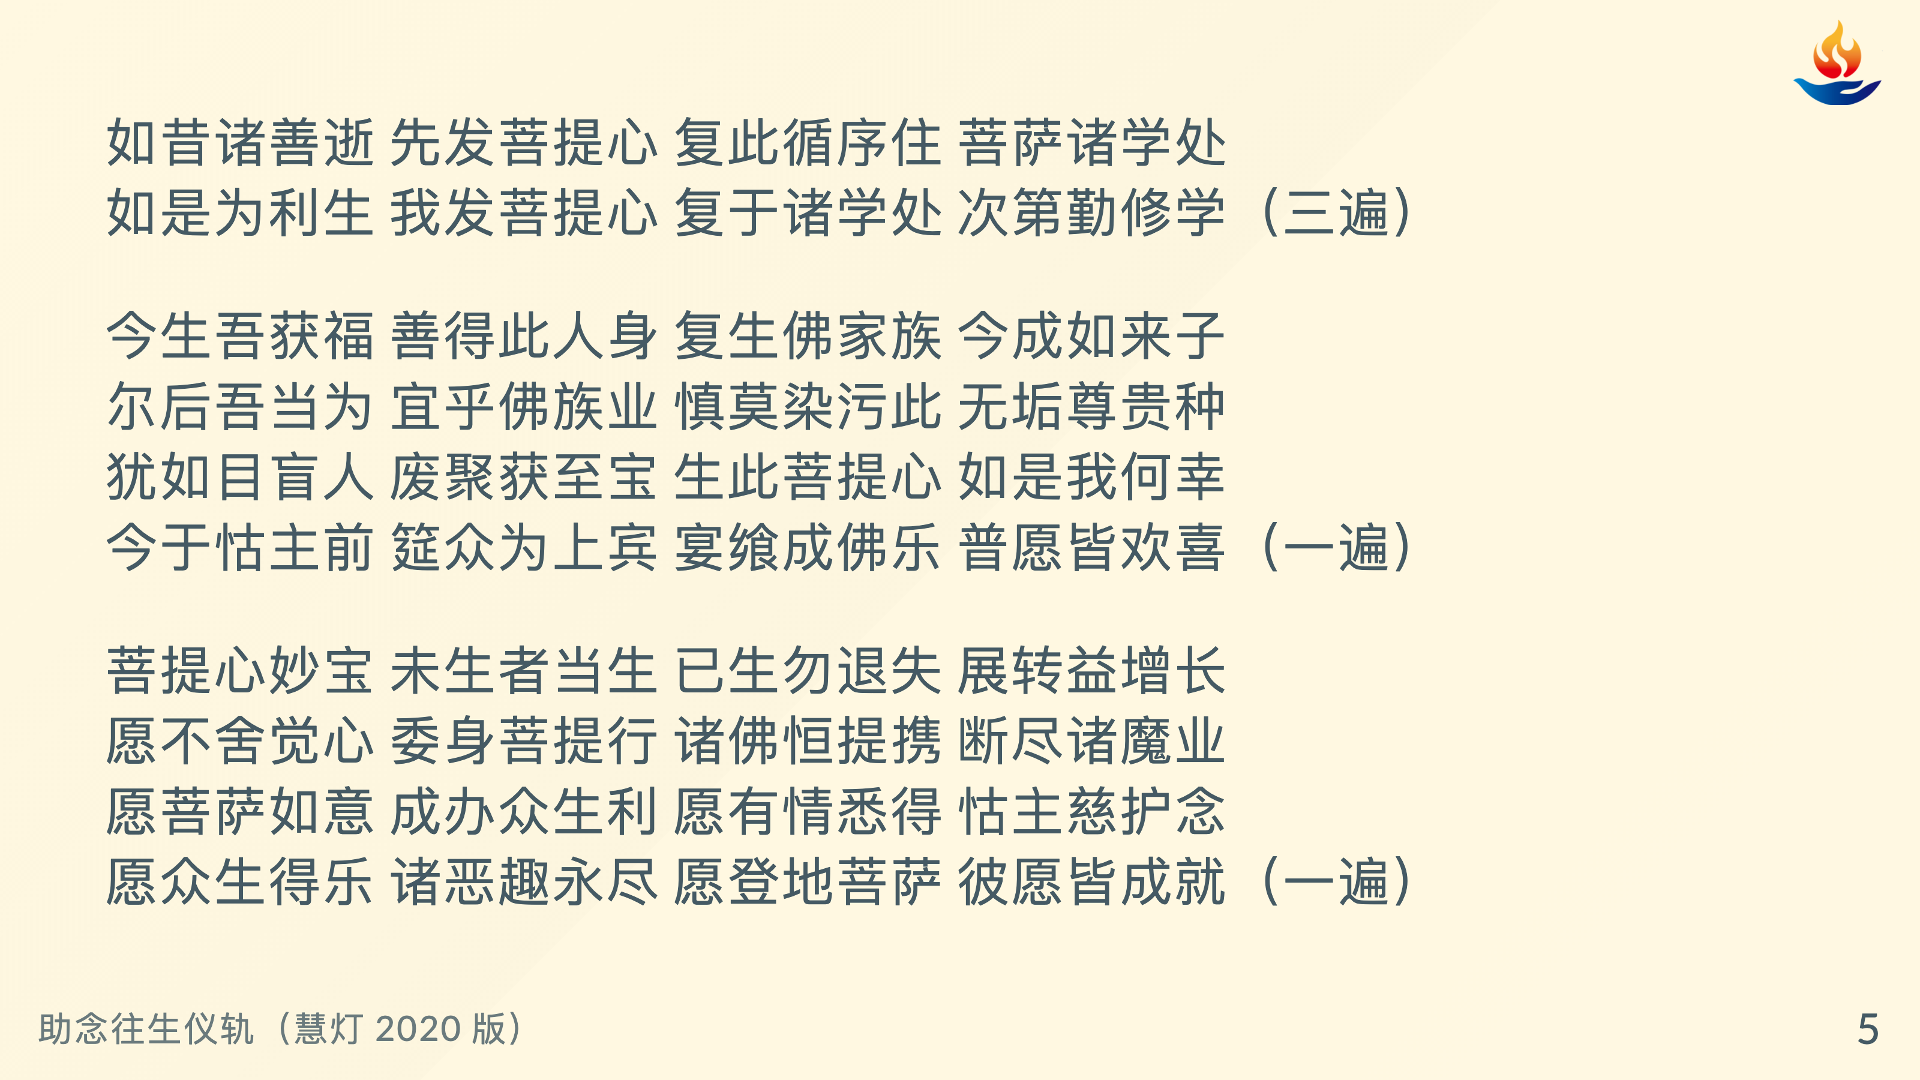 如昔诸善逝 先发菩提心 复此循序住 菩萨诸学处
如是为利生 我发菩提心 复于诸学处 次第勤修学（三遍）
今生吾获福 善得此人身 复生佛家族 今成如来子
尔后吾当为 宜乎佛族业 慎莫染污此 无垢尊贵种
犹如目盲人 废聚获至宝 生此菩提心 如是我何幸
今于怙主前 筵众为上宾 宴飨成佛乐 普愿皆欢喜（一遍）
菩提心妙宝 未生者当生 已生勿退失 展转益增长
愿不舍觉心 委身菩提行 诸佛恒提携 断尽诸魔业
愿菩萨如意 成办众生利 愿有情悉得 怙主慈护念
愿众生得乐 诸恶趣永尽 愿登地菩萨 彼愿皆成就（一遍）
助念往生仪轨（慧灯 2020 版）
5